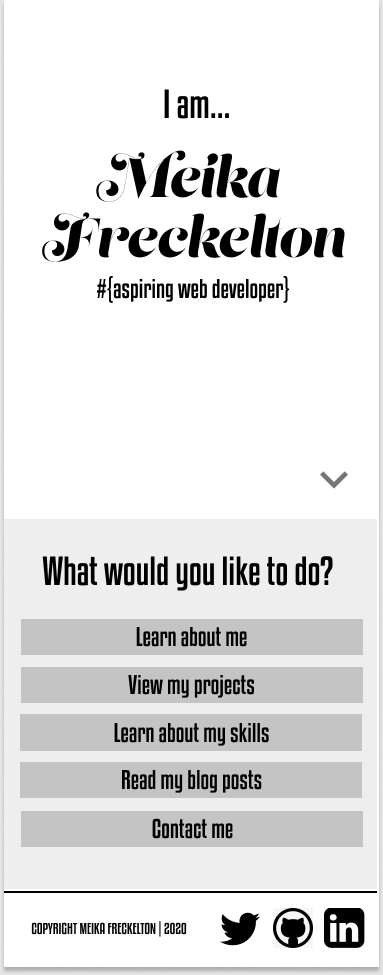 I am...
Meika
Freckelton
#{aspiring web developer}
What would you like to do?
Learn about me
View my projects
Learn about my skills
Read my blog posts
Contact me
COPYRIGHT MEIKA FRECKELTON | 2020
in